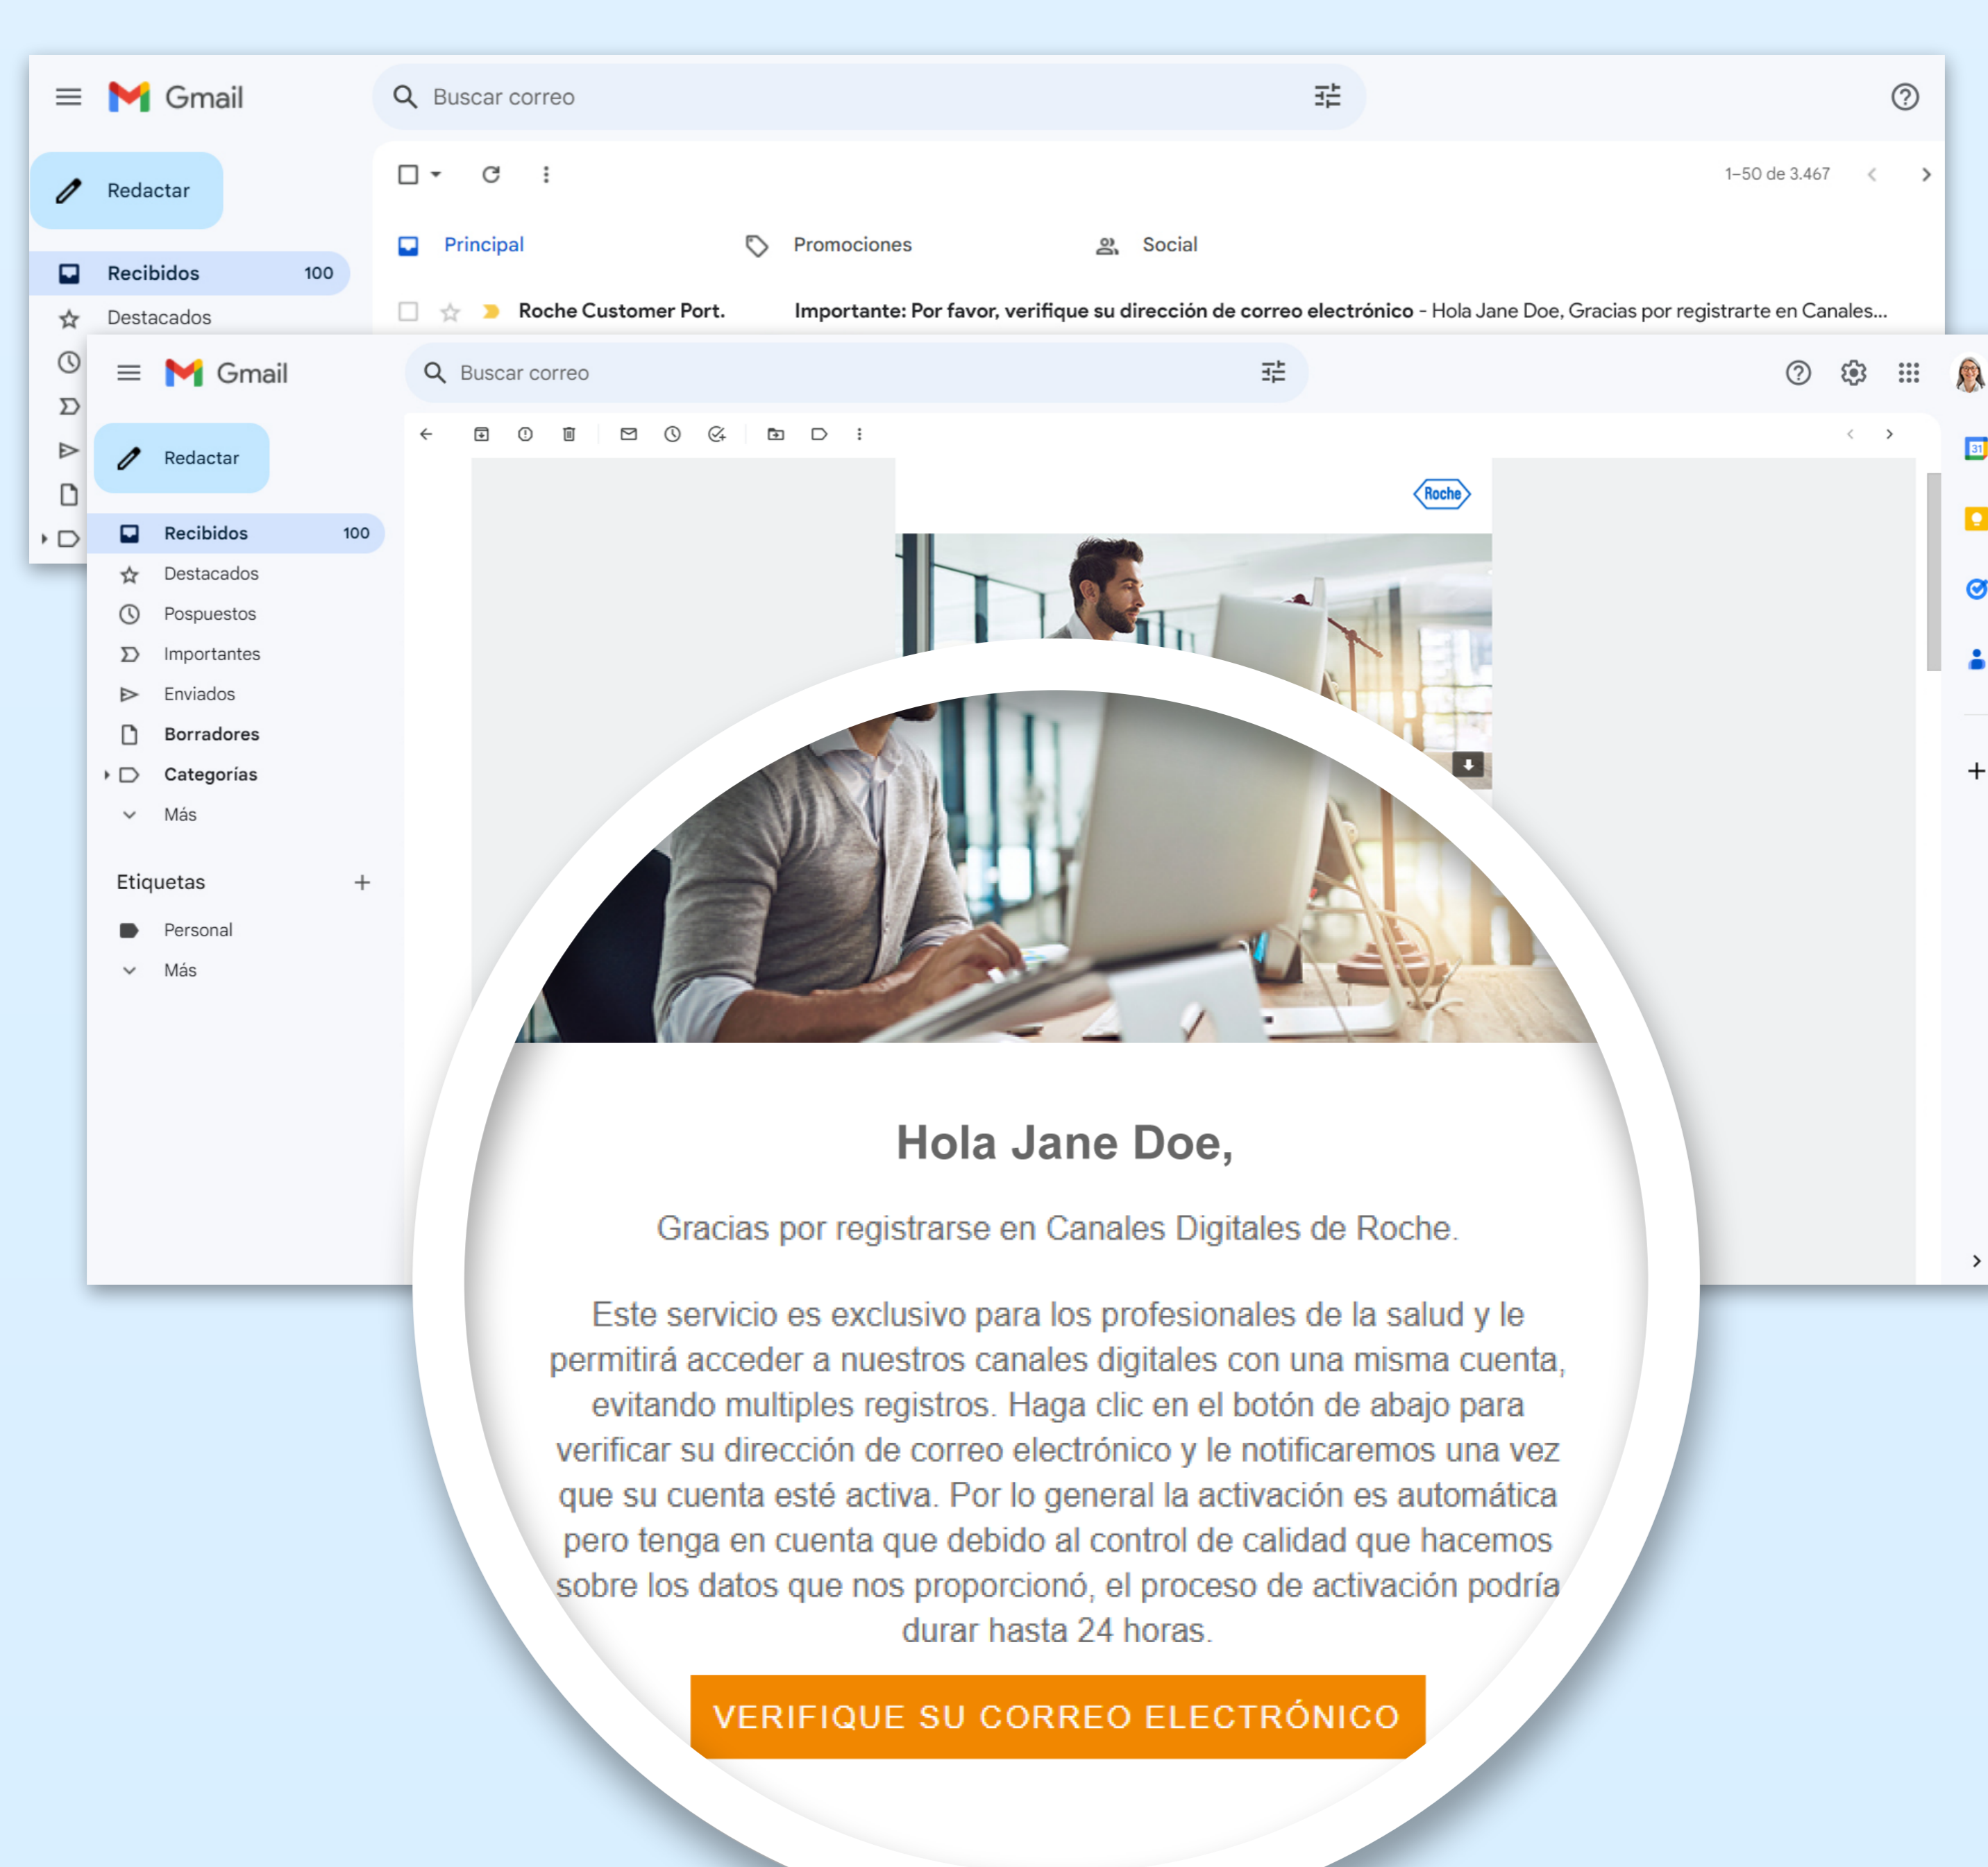 Gmail
Buscar correo
Redactar
1–50 de 3.467
Principal
Promociones
Social
Recibidos 100
Roche Customer Port. Importante: Por favor, verifique su dirección de correo electrónico - Hola Jane Doe, Gracias por registrarte en Canales...
Destacados
Gmail
Buscar correo
31
Redactar
Roche
Recibidos 100
Destacados
Pospuestos
Importantes
Enviados
Borradores
Categorías
Más
Etiquetas
Personal
Más
Hola Jane Doe,
Gracias por registrarse en Canales Digitales de Roche.
Este servicio es exclusivo para los profesionales de la salud y le
permitirá acceder a nuestros canales digitales con una misma cuenta,
evitando multiples registros. Haga clic en el botón de abajo para
verificar su dirección de correo electrónico y le notificaremos una vez
que su cuenta esté activa. Por lo general la activación es automática
pero tenga en cuenta que debido al control de calidad que hacemos
sobre los datos que nos proporcionó, el proceso de activación podría
durar hasta 24 horas.
VERIFIQUE SU CORREO ELECTRÓNICO